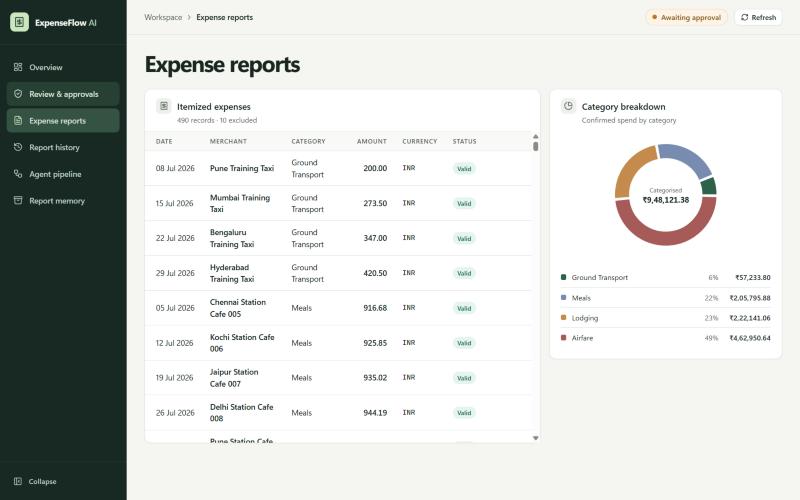 ExpenseFlow AI
Overview
Review & approvals
Expense reports
Report history
Agent pipeline
Report memory
Collapse
Workspace > Expense reports
Awaiting approval
Refresh
Expense reports
Itemized expenses
490 records · 10 excluded
DATE MERCHANT CATEGORY AMOUNT CURRENCY STATUS
08 Jul 2026 Pune Training Taxi Ground Transport 200.00 INR Valid
15 Jul 2026 Mumbai Training Taxi Ground Transport 273.50 INR Valid
22 Jul 2026 Bengaluru Training Taxi Ground Transport 347.00 INR Valid
29 Jul 2026 Hyderabad Training Taxi Ground Transport 420.50 INR Valid
05 Jul 2026 Chennai Station Cafe 005 Meals 916.68 INR Valid
12 Jul 2026 Kochi Station Cafe 006 Meals 925.85 INR Valid
19 Jul 2026 Jaipur Station Cafe 007 Meals 935.02 INR Valid
26 Jul 2026 Delhi Station Cafe 008 Meals 944.19 INR Valid
Pune Station Cafe
Category breakdown
Confirmed spend by category
Categorised
₹9,48,121.38
Ground Transport 6% ₹57,233.80
Meals 22% ₹2,05,795.88
Lodging 23% ₹2,22,141.06
Airfare 49% ₹4,62,950.64